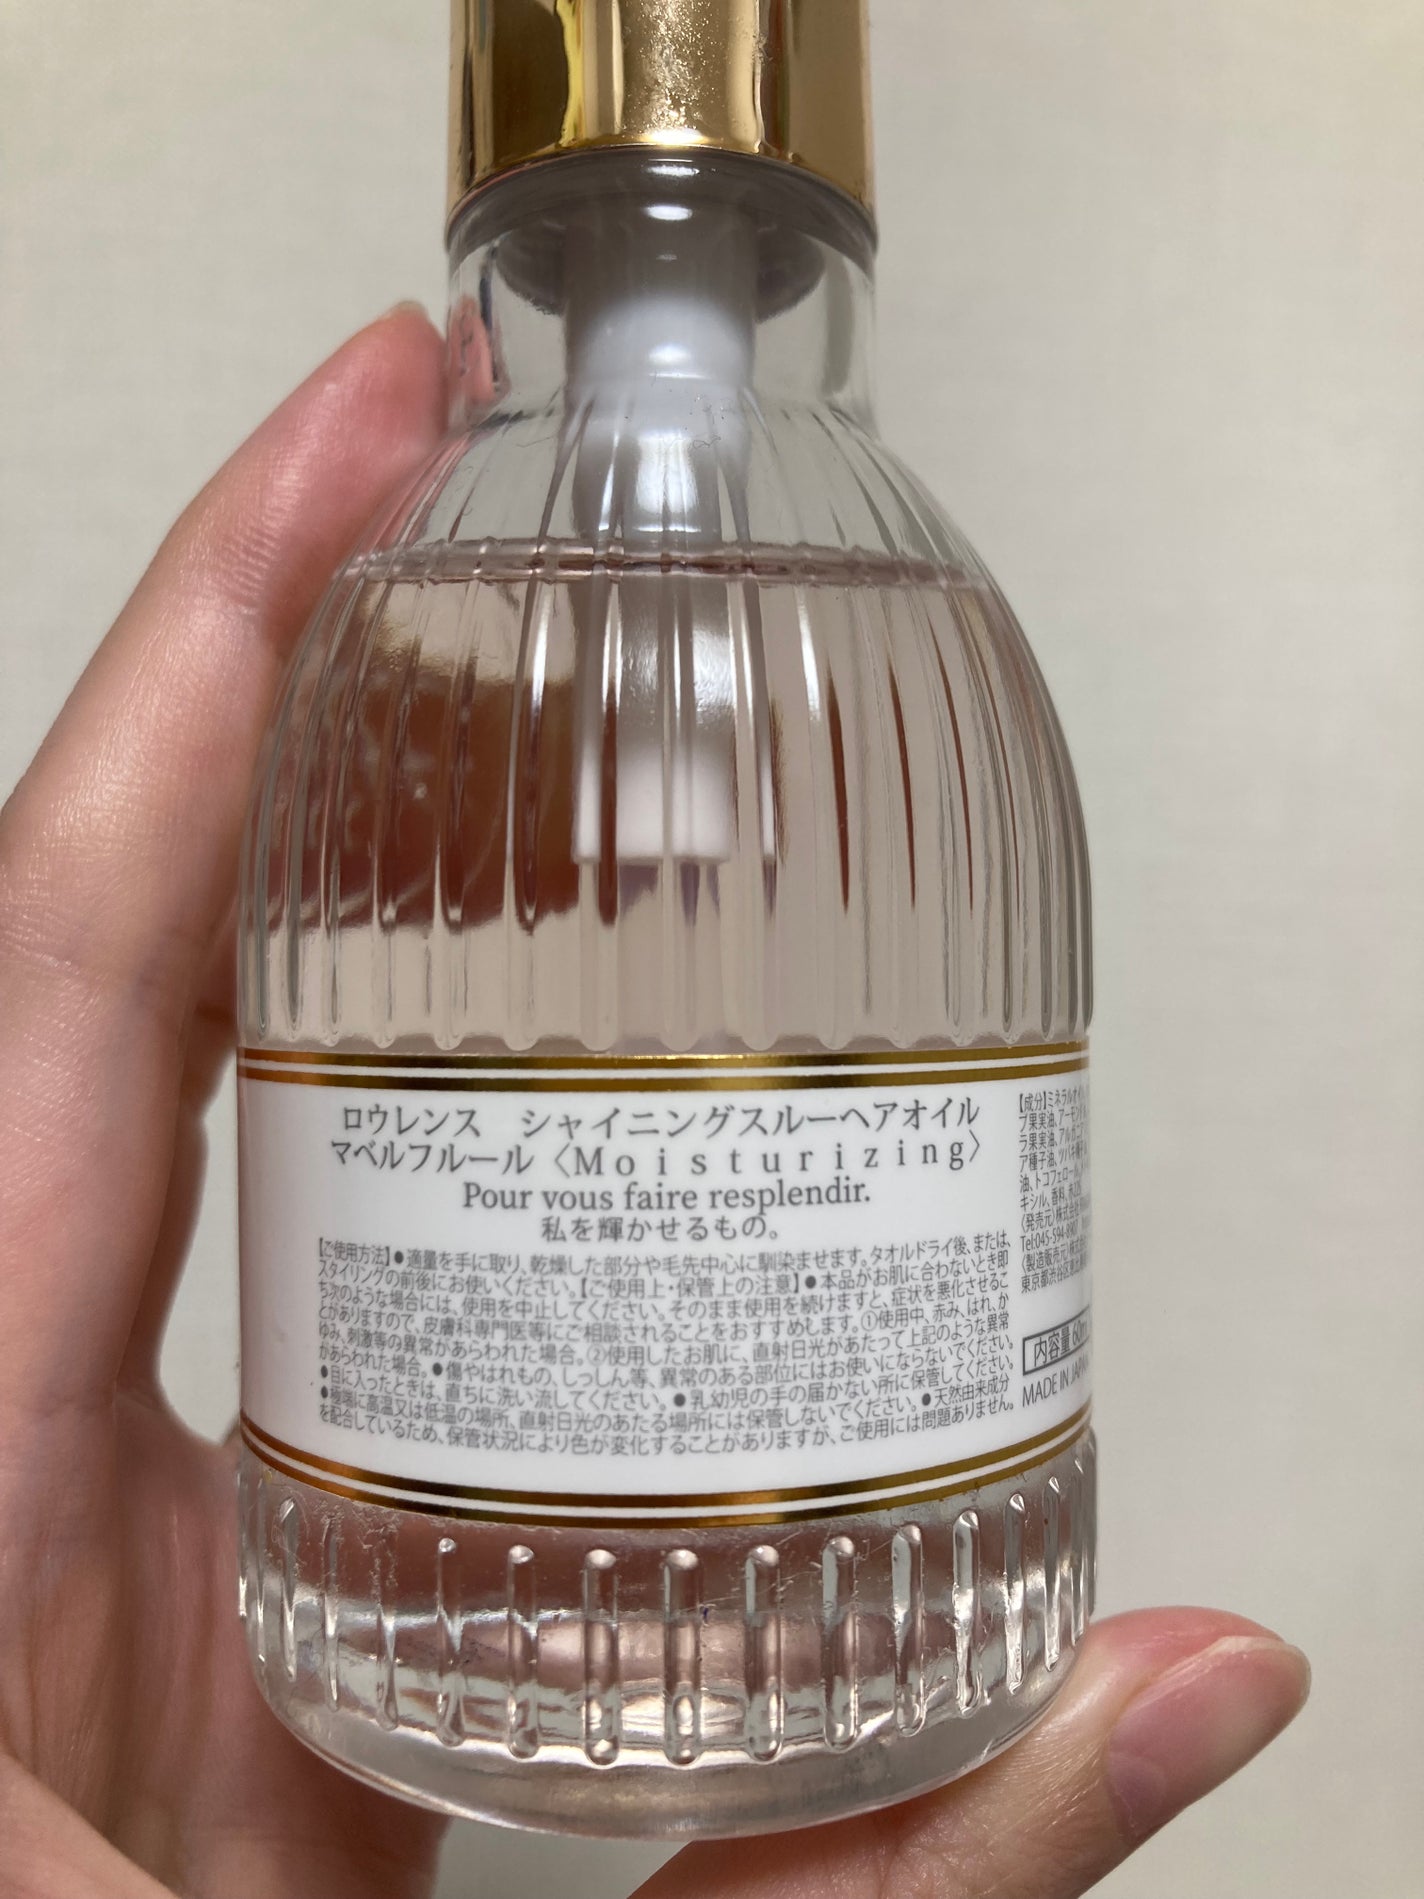 ロウレンス　シャイニングスルーヘアオイル
マベルフルール〈Moisturizing〉
Pour vous faire resplendir.
私を輝かせるもの。
【ご使用方法】●適量を手に取り、乾燥した部分や毛先中心に馴染ませます。タオルドライ後、または、
スタイリングの前後にお使いください。【ご使用上・保管上の注意】●本品がお肌に合わないとき即
ち次のような場合には、使用を中止してください。そのまま使用を続けますと、症状を悪化させるこ
とがありますので、皮膚科専門医等にご相談されることをおすすめします。①使用中、赤み、はれ、か
ゆみ、刺激等の異常があらわれた場合。②使用したお肌に、直射日光があたって上記のような異常
があらわれた場合。●傷やはれもの、しっしん等、異常のある部位にはお使いにならないでください。
●目に入ったときは、直ちに洗い流してください。●乳幼児の手の届かない所に保管してください。
●極端に高温又は低温の場所、直射日光のあたる場所には保管しないでください。●天然由来成分
を配合しているため、保管状況により色が変化することがありますが、ご使用には問題ありません。
【成分】ミネラルオイル
ブ果実油、アーモンド
ラ果実油、アルガニア
ア種子油、ツバキ種子
油、トコフェロール
キシル、香料、赤
〈発売元〉株式会社
Tel:045-594-8907
〈製造販売元〉株式会社
東京都渋谷区恵比寿
内容量 60mL
MADE IN JAPAN